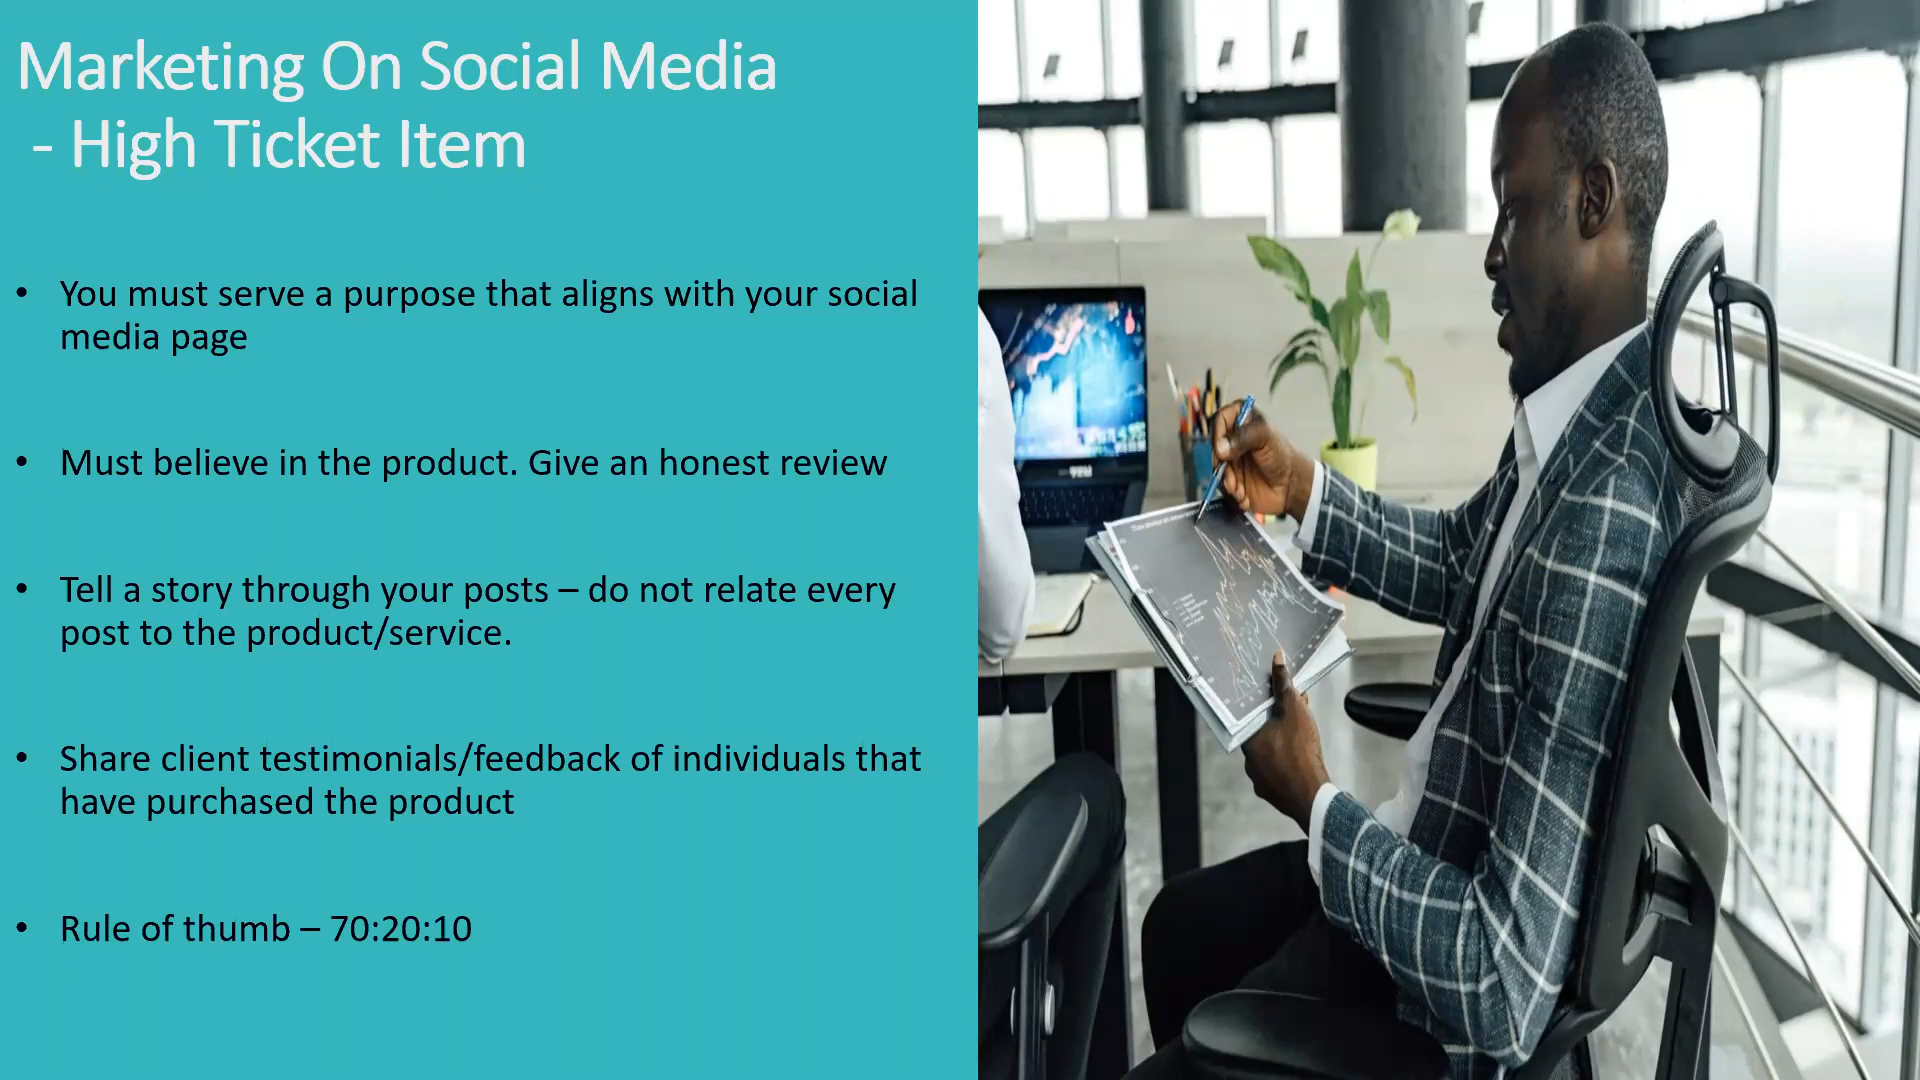 Marketing On Social Media
- High Ticket Item
• You must serve a purpose that aligns with your social
media page
• Must believe in the product. Give an honest review
• Tell a story through your posts – do not relate every
post to the product/service.
• Share client testimonials/feedback of individuals that
have purchased the product
• Rule of thumb – 70:20:10